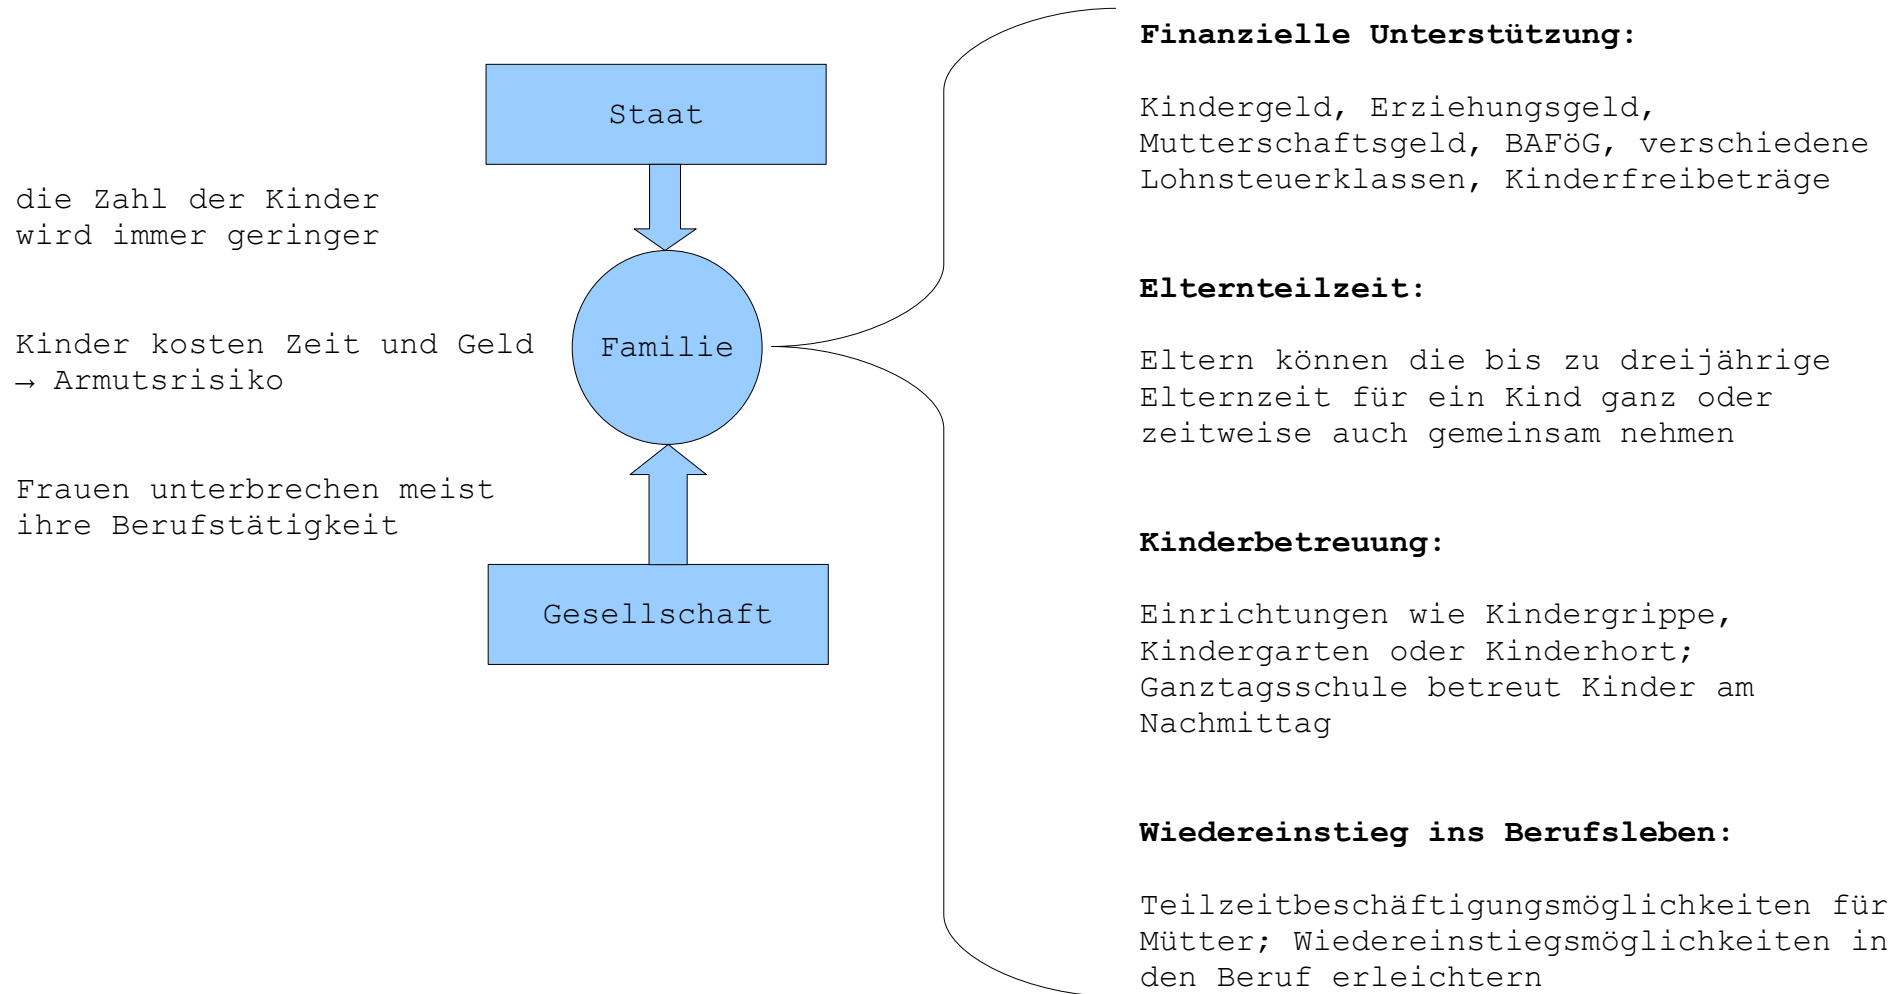 Staat
die Zahl der Kinder
wird immer geringer
Kinder kosten Zeit und Geld
→ Armutsrisiko
Familie
Frauen unterbrechen meist
ihre Berufstätigkeit
Gesellschaft
Finanzielle Unterstützung:
Kindergeld, Erziehungsgeld,
Mutterschaftsgeld, BAFöG, verschiedene
Lohnsteuerklassen, Kinderfreibeträge
Elternteilzeit:
Eltern können die bis zu dreijährige
Elternzeit für ein Kind ganz oder
zeitweise auch gemeinsam nehmen
Kinderbetreuung:
Einrichtungen wie Kindergrippe,
Kindergarten oder Kinderhort;
Ganztagsschule betreut Kinder am
Nachmittag
Wiedereinstieg ins Berufsleben:
Teilzeitbeschäftigungsmöglichkeiten für
Mütter; Wiedereinstiegsmöglichkeiten in
den Beruf erleichtern